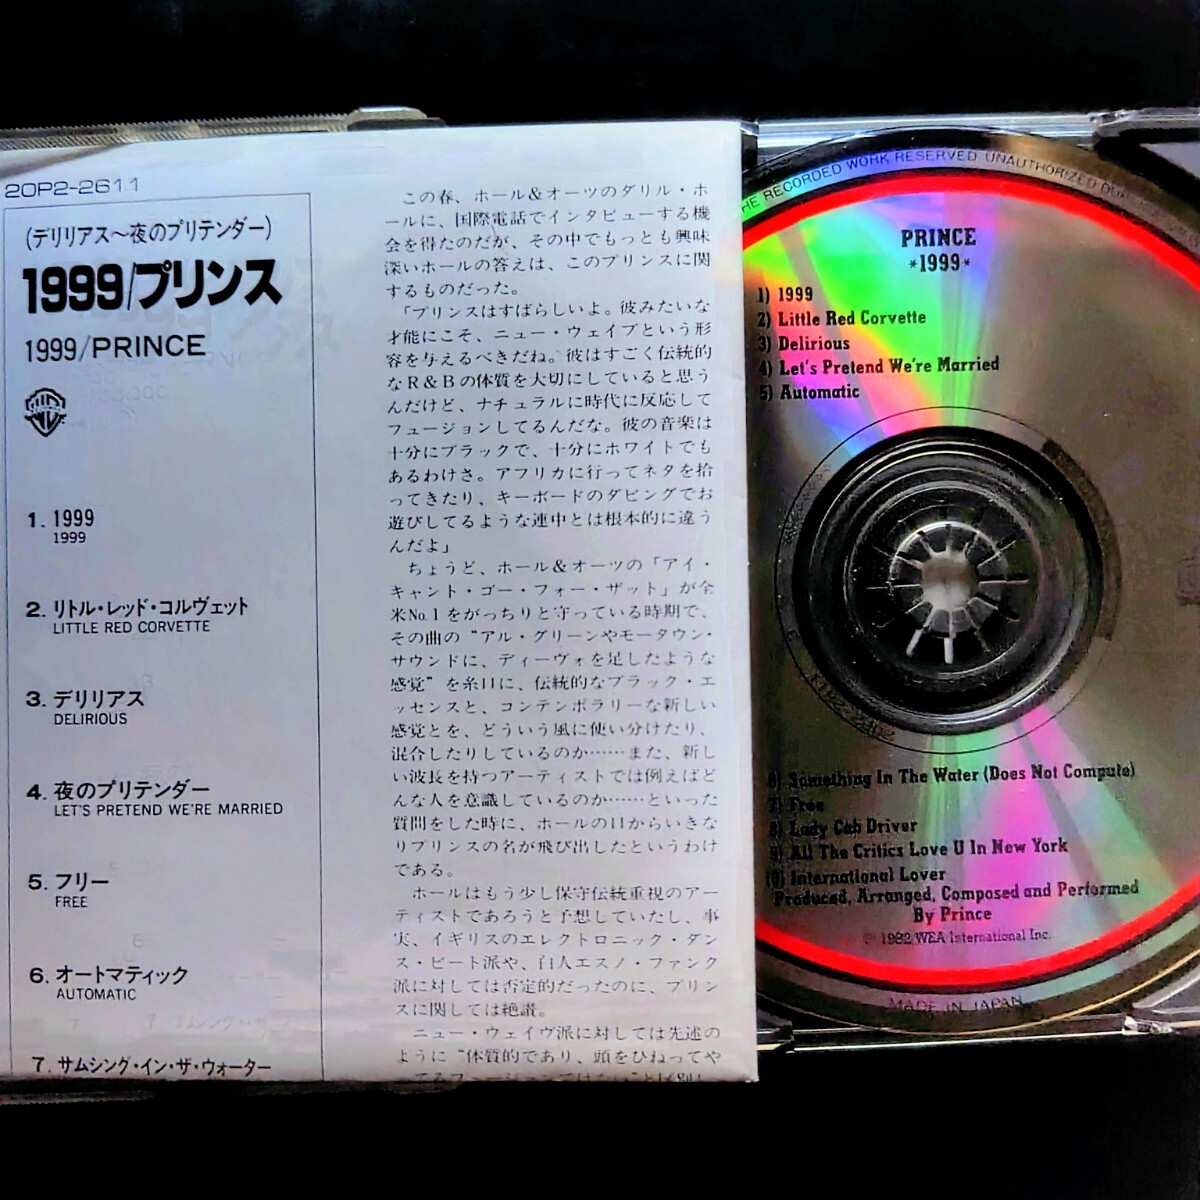 20P2-2611
(デリリアス〜夜のプリテンダー)
1999/プリンス
1999/PRINCE
1. 1999
1999
2. リトル・レッド・コルヴェット
LITTLE RED CORVETTE
3. デリリアス
DELIRIOUS
4. 夜のプリテンダー
LET'S PRETEND WE'RE MARRIED
5. フリー
FREE
6. オートマティック
AUTOMATIC
7. サムシング・イン・ザ・ウォーター
この春、ホール&オーツのダリル・ホ
ールに、国際電話でインタビューする機
会を得たのだが、その中でもっとも興味
深いホールの答えは、このプリンスに関
するものだった。
「プリンスはすばらしいよ。彼みたいな
才能にこそ、ニュー・ウェイブという形
容を与えるべきだね。彼はすごく伝統的
なR&Bの体質を大切にしていると思う
んだけど、ナチュラルに時代に反応して
フュージョンしてるんだな。彼の音楽は
十分にブラックで、十分にホワイトでも
あるわけさ。アフリカに行ってネタを拾
ってきたり、キーボードのダビングでお
遊びしてるような連中とは根本的に違う
んだよ」
ちょうど、ホール&オーツの「アイ・
キャント・ゴー・フォー・ザット」が全
米No.1をがっちりと守っている時期で、
その曲の“アル・グリーンやモータウン・
サウンドに、ディーヴォを足したような
感覚”を糸口に、伝統的なブラック・エ
ッセンスと、コンテンポラリーな新しい
感覚とを、どういう風に使い分けたり、
混合したりしているのか……また、新し
い波長を持つアーティストでは例えばど
んな人を意識しているのか……といった
質問をした時に、ホールの口からいきな
りプリンスの名が飛び出したというわけ
である。
ホールはもう少し保守伝統重視のアー
ティストであろうと予想していたし、事
実、イギリスのエレクトロニック・ダン
ス・ビート派や、白人エスノ・ファンク
派に対しては否定的だったのに、プリン
スに関しては絶讃。
ニュー・ウェイヴ派に対しては先述の
ように“体質的であり、頭をひねってや
HE RECORDED WORK RESERVED UNAUTHORIZED DU
PRINCE
*1999*
1) 1999
2) Little Red Corvette
3) Delirious
4) Let's Pretend We're Married
5) Automatic
6) Something In The Water (Does Not Compute)
7) Free
8) Lady Cab Driver
9) All The Critics Love U In New York
10) International Lover
Produced, Arranged, Composed and Performed
By Prince
℗ 1982 WEA International Inc.
MADE IN JAPAN